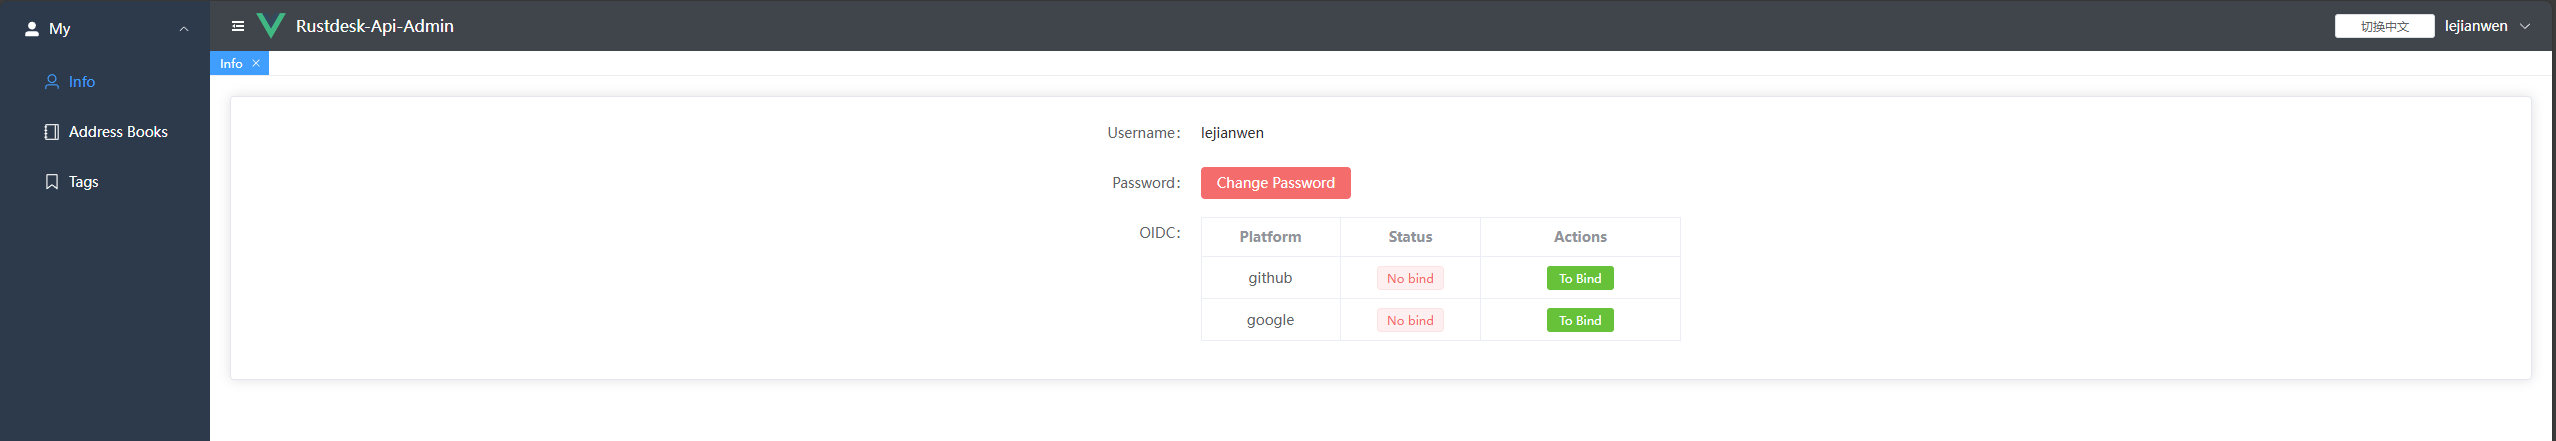 My
Info
Address Books
Tags
Rustdesk-Api-Admin
切换中文
lejianwen
Info
Username:
lejianwen
Password:
Change Password
OIDC:
Platform Status Actions
github No bind To Bind
google No bind To Bind